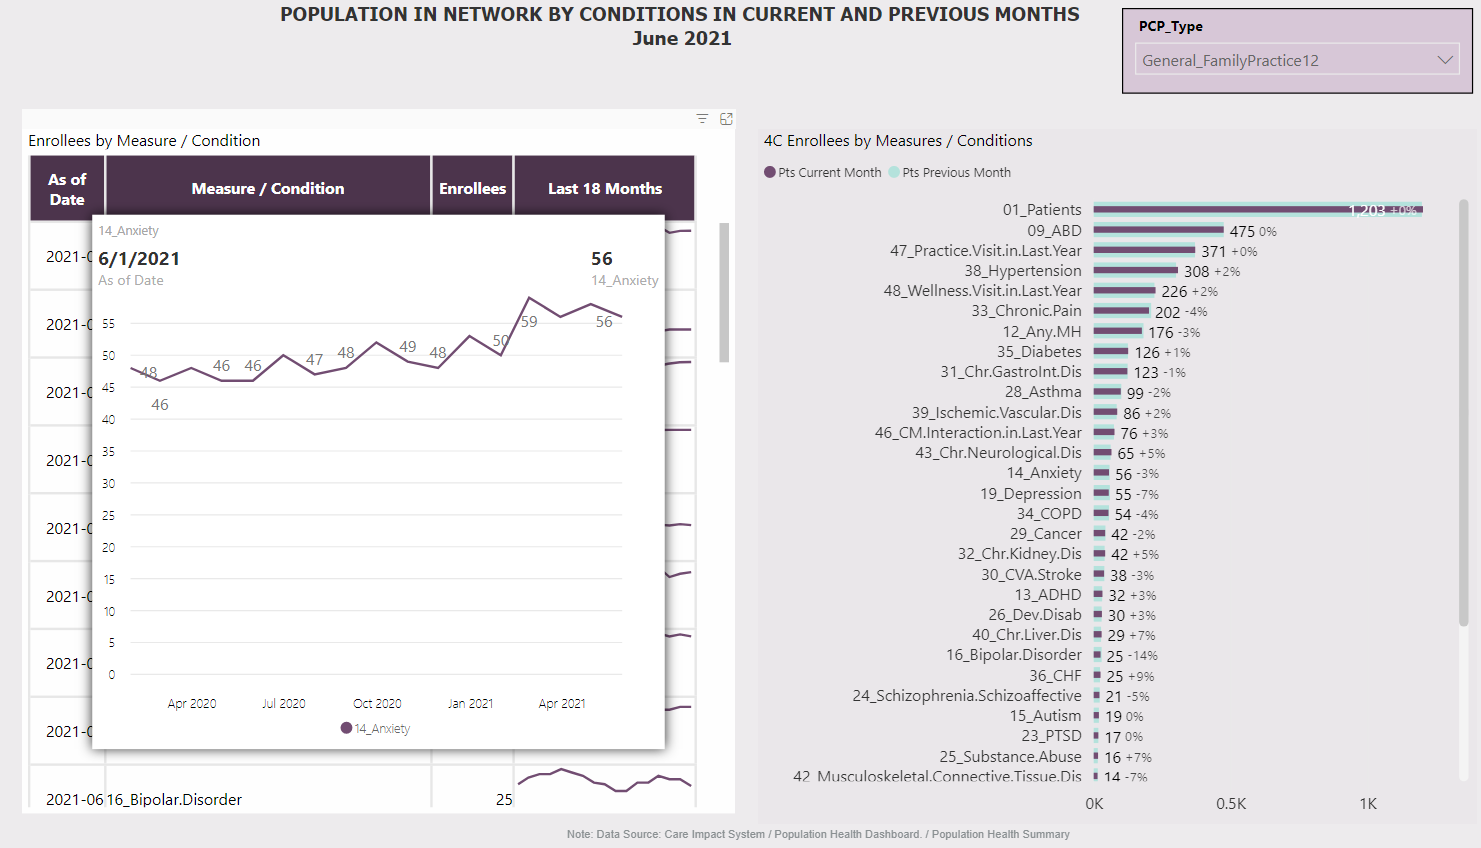 POPULATION IN NETWORK BY CONDITIONS IN CURRENT AND PREVIOUS MONTHS
June 2021
PCP_Type
General_FamilyPractice12
Enrollees by Measure / Condition
As of Date
Measure / Condition
Enrollees
Last 18 Months
2021-0
2021-0
2021-0
2021-0
2021-0
2021-0
2021-0
2021-0
2021-06 16_Bipolar.Disorder 25
14_Anxiety
6/1/2021 56
As of Date 14_Anxiety
55
50
45
40
35
30
25
20
15
10
5
0
48
46
46
46
47
48
49
48
50
59
56
Apr 2020 Jul 2020 Oct 2020 Jan 2021 Apr 2021
14_Anxiety
4C Enrollees by Measures / Conditions
Pts Current Month Pts Previous Month
01_Patients 1,203 +0%
09_ABD 475 0%
47_Practice.Visit.in.Last.Year 371 +0%
38_Hypertension 308 +2%
48_Wellness.Visit.in.Last.Year 226 +2%
33_Chronic.Pain 202 -4%
12_Any.MH 176 -3%
35_Diabetes 126 +1%
31_Chr.GastroInt.Dis 123 -1%
28_Asthma 99 -2%
39_Ischemic.Vascular.Dis 86 +2%
46_CM.Interaction.in.Last.Year 76 +3%
43_Chr.Neurological.Dis 65 +5%
14_Anxiety 56 -3%
19_Depression 55 -7%
34_COPD 54 -4%
29_Cancer 42 -2%
32_Chr.Kidney.Dis 42 +5%
30_CVA.Stroke 38 -3%
13_ADHD 32 +3%
26_Dev.Disab 30 +3%
40_Chr.Liver.Dis 29 +7%
16_Bipolar.Disorder 25 -14%
36_CHF 25 +9%
24_Schizophrenia.Schizoaffective 21 -5%
15_Autism 19 0%
23_PTSD 17 0%
25_Substance.Abuse 16 +7%
42_Musculoskeletal.Connective.Tissue.Dis 14 -7%
0K 0.5K 1K
Note: Data Source: Care Impact System / Population Health Dashboard. / Population Health Summary